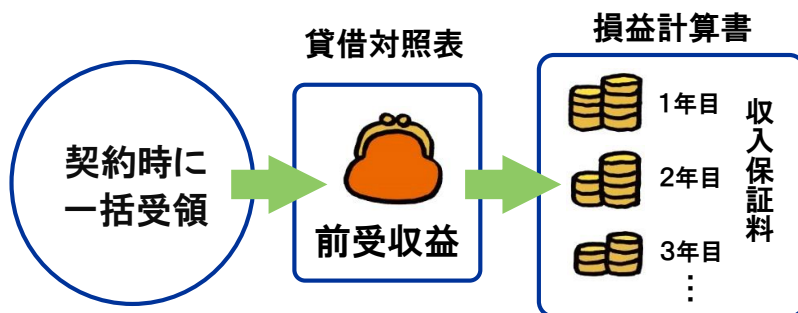 契約時に
一括受領
貸借対照表
前受収益
損益計算書
1年目
2年目
3年目
⋮
収入保証料